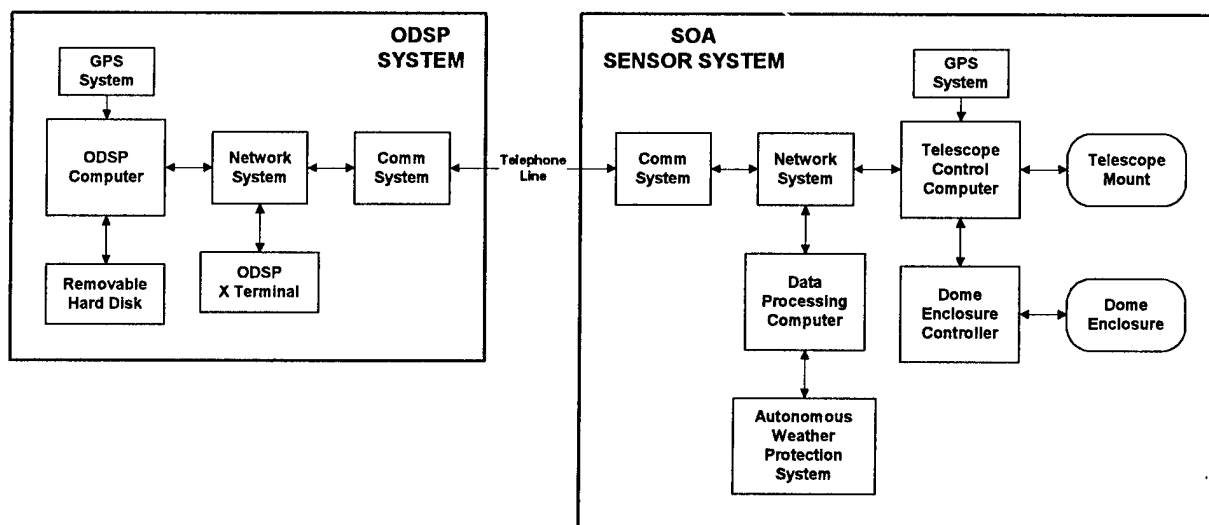 ODSP
SYSTEM
GPS
System
ODSP
Computer
Network
System
Comm
System
Removable
Hard Disk
ODSP
X Terminal
Telephone
Line
SOA
SENSOR SYSTEM
GPS
System
Comm
System
Network
System
Telescope
Control
Computer
Telescope
Mount
Data
Processing
Computer
Dome
Enclosure
Controller
Dome
Enclosure
Autonomous
Weather
Protection
System